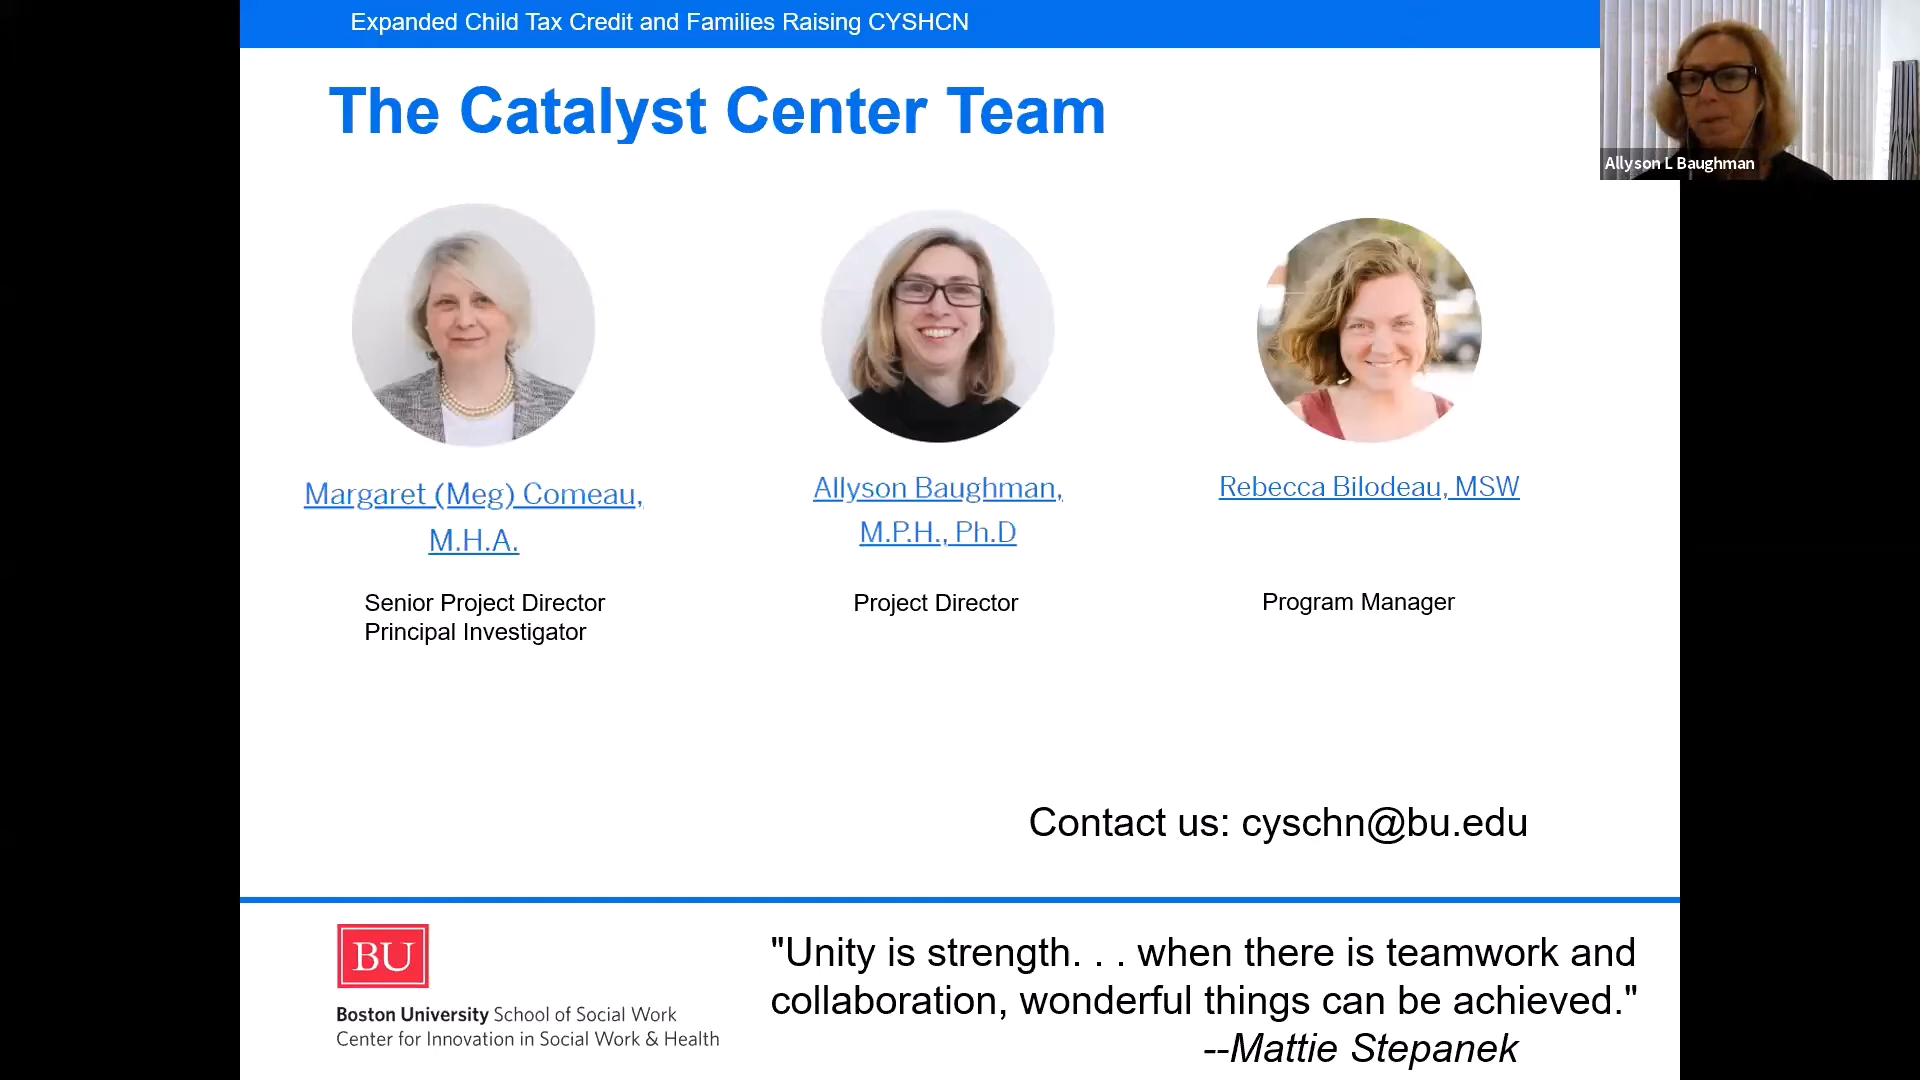 Expanded Child Tax Credit and Families Raising CYSHCN
The Catalyst Center Team
Allyson L Baughman
Margaret (Meg) Comeau,
M.H.A.
Senior Project Director
Principal Investigator
Allyson Baughman,
M.P.H., Ph.D
Project Director
Rebecca Bilodeau, MSW
Program Manager
Contact us: cyschn@bu.edu
BU
Boston University School of Social Work
Center for Innovation in Social Work & Health
"Unity is strength. . . when there is teamwork and
collaboration, wonderful things can be achieved."
--Mattie Stepanek